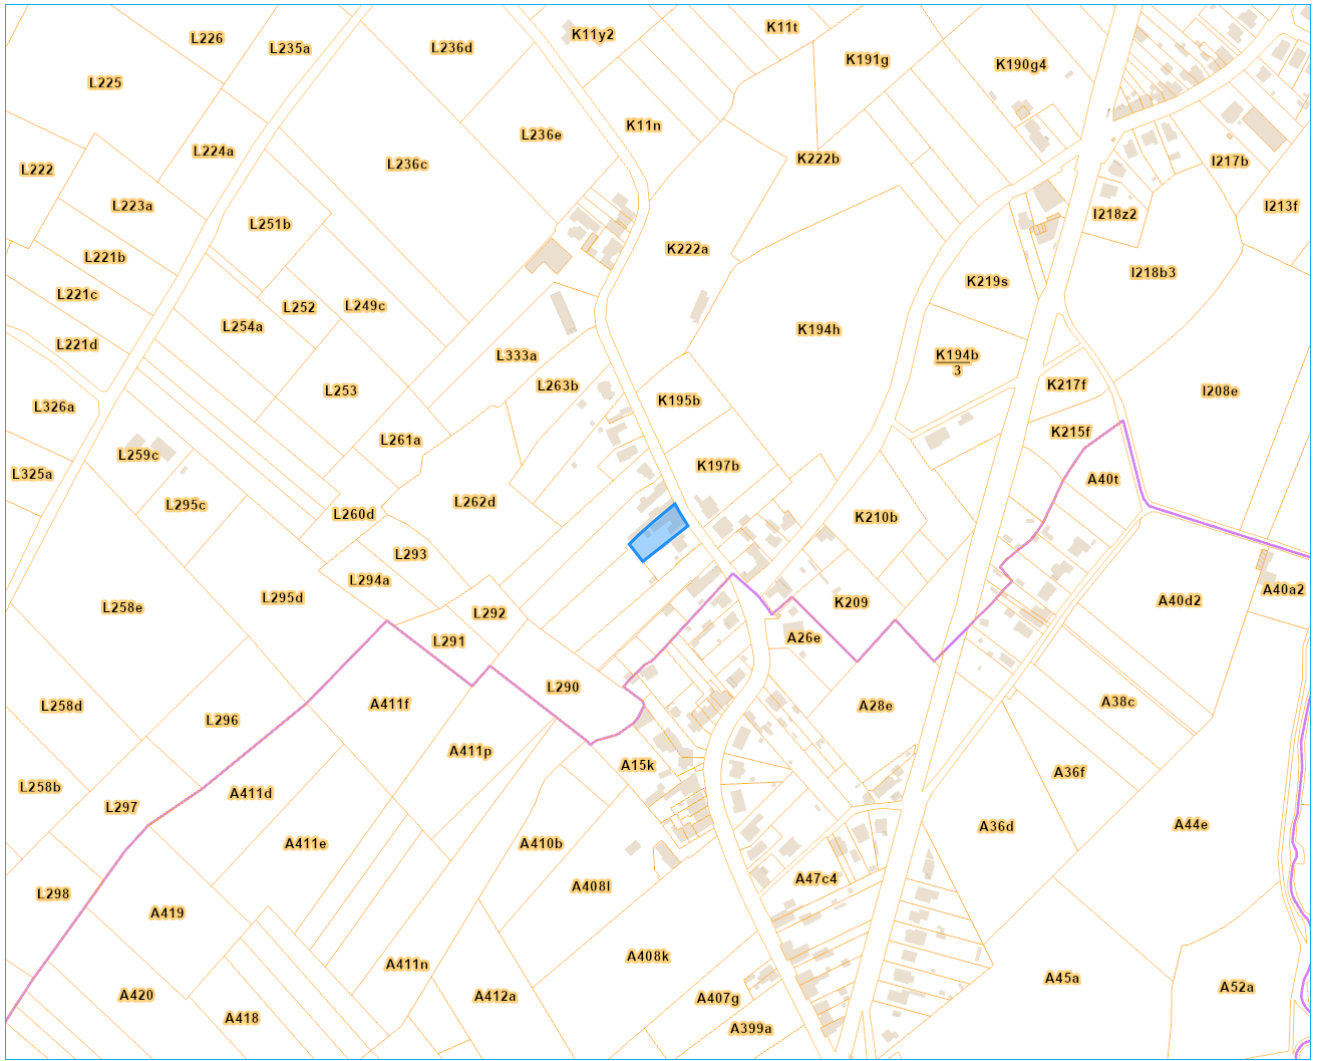 K11t
L226
K11y2
L235a
L236d
K191g
K190g4
L225
K11n
L236e
L224a
K222b
L236c
I217b
L222
L223a
I213f
I218z2
L251b
K222a
L221b
I218b3
K219s
L221c
L252
L249c
L254a
K194h
L221d
L333a
K194b
3
L263b
K217f
L253
I208e
K195b
L326a
K215f
L261a
L259c
K197b
L325a
A40t
L262d
L295c
L260d
K210b
L293
L294a
A40a2
L295d
K209
A40d2
L258e
L292
A26e
L291
L290
A38c
A411f
L258d
A28e
L296
A411p
A15k
A36f
L258b
A411d
L297
A44e
A36d
A411e
A410b
A47c4
A408l
L298
A419
A408k
A411n
A45a
A52a
A420
A412a
A407g
A418
A399a